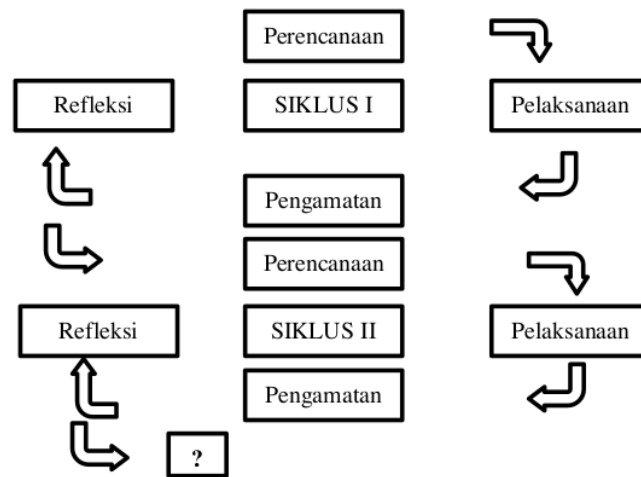 Perencanaan
Refleksi
SIKLUS I
Pelaksanaan
Pengamatan
Perencanaan
Refleksi
SIKLUS II
Pelaksanaan
Pengamatan
?